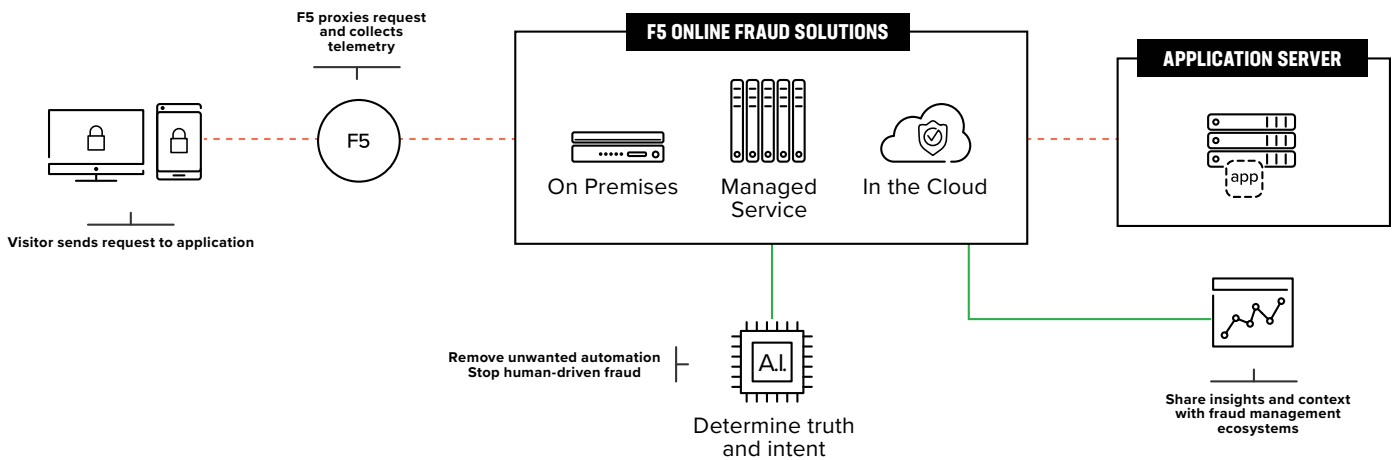 F5 proxies request
and collects
telemetry
F5
Visitor sends request to application
F5 ONLINE FRAUD SOLUTIONS
On Premises
Managed
Service
In the Cloud
APPLICATION SERVER
app
Remove unwanted automation
Stop human-driven fraud
A.I.
Determine truth
and intent
Share insights and context
with fraud management
ecosystems